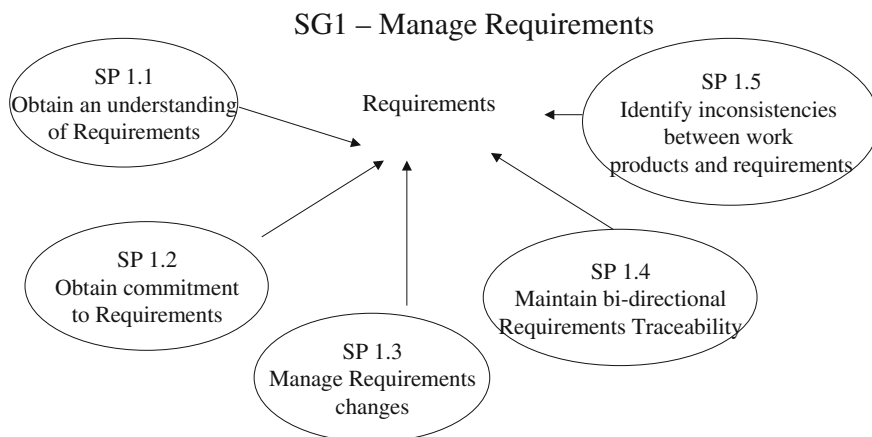 SG1 – Manage Requirements
SP 1.1
Obtain an understanding
of Requirements
Requirements
SP 1.5
Identify inconsistencies
between work
products and requirements
SP 1.2
Obtain commitment
to Requirements
SP 1.3
Manage Requirements
changes
SP 1.4
Maintain bi-directional
Requirements Traceability